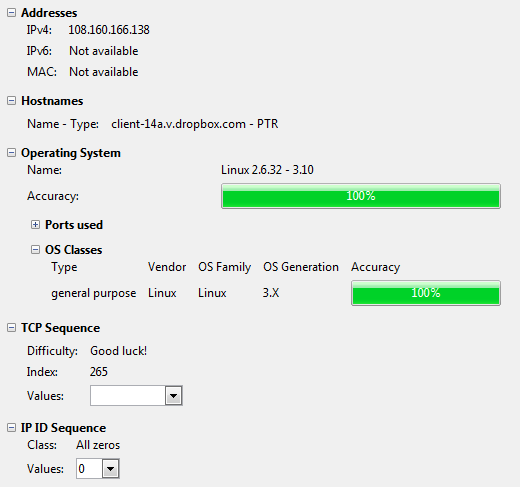 Addresses
IPv4: 108.160.166.138
IPv6: Not available
MAC: Not available
Hostnames
Name - Type: client-14a.v.dropbox.com - PTR
Operating System
Name: Linux 2.6.32 - 3.10
Accuracy: 100%
Ports used
OS Classes
Type Vendor OS Family OS Generation Accuracy
general purpose Linux Linux 3.X 100%
TCP Sequence
Difficulty: Good luck!
Index: 265
Values:
IP ID Sequence
Class: All zeros
Values: 0